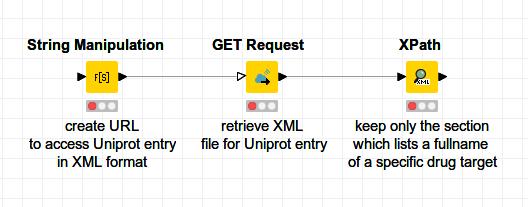 String Manipulation
GET Request
XPath
F[S]
XML
create URL
to access Uniprot entry
in XML format
retrieve XML
file for Uniprot entry
keep only the section
which lists a fullname
of a specific drug target